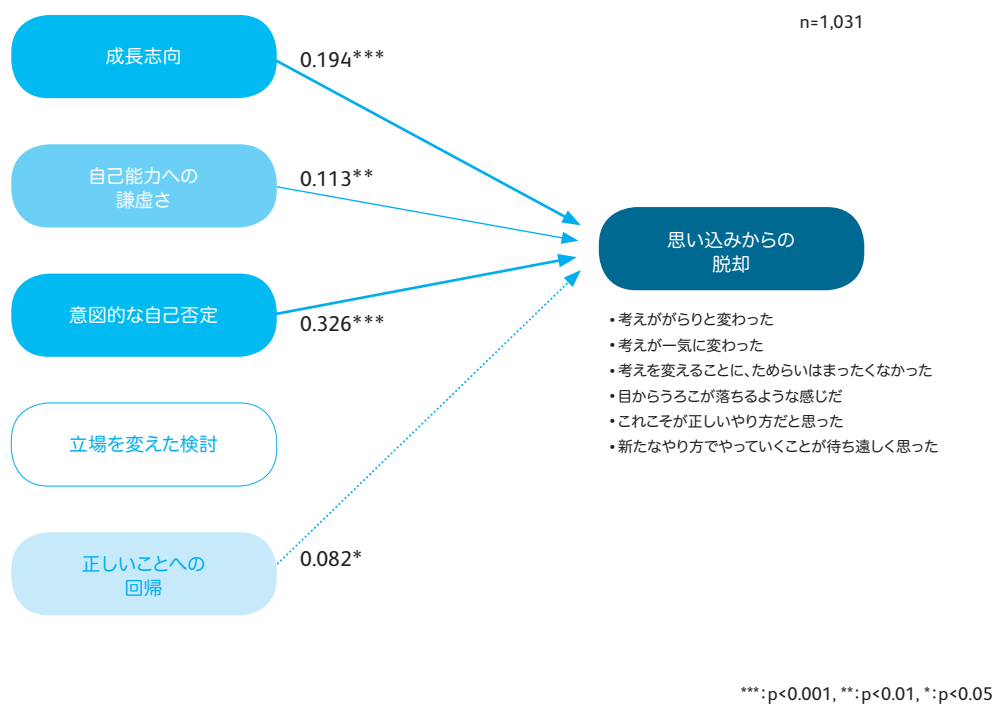 n=1,031
成長志向
0.194***
自己能力への
謙虚さ
0.113**
意図的な自己否定
0.326***
立場を変えた検討
正しいことへの
回帰
0.082*
思い込みからの
脱却
•考えががらりと変わった
•考えが一気に変わった
•考えを変えることに、ためらいはまったくなかった
•目からうろこが落ちるような感じだ
•これこそが正しいやり方だと思った
•新たなやり方でやっていくことが待ち遠しく思った
***:p<0.001, **:p<0.01, *:p<0.05